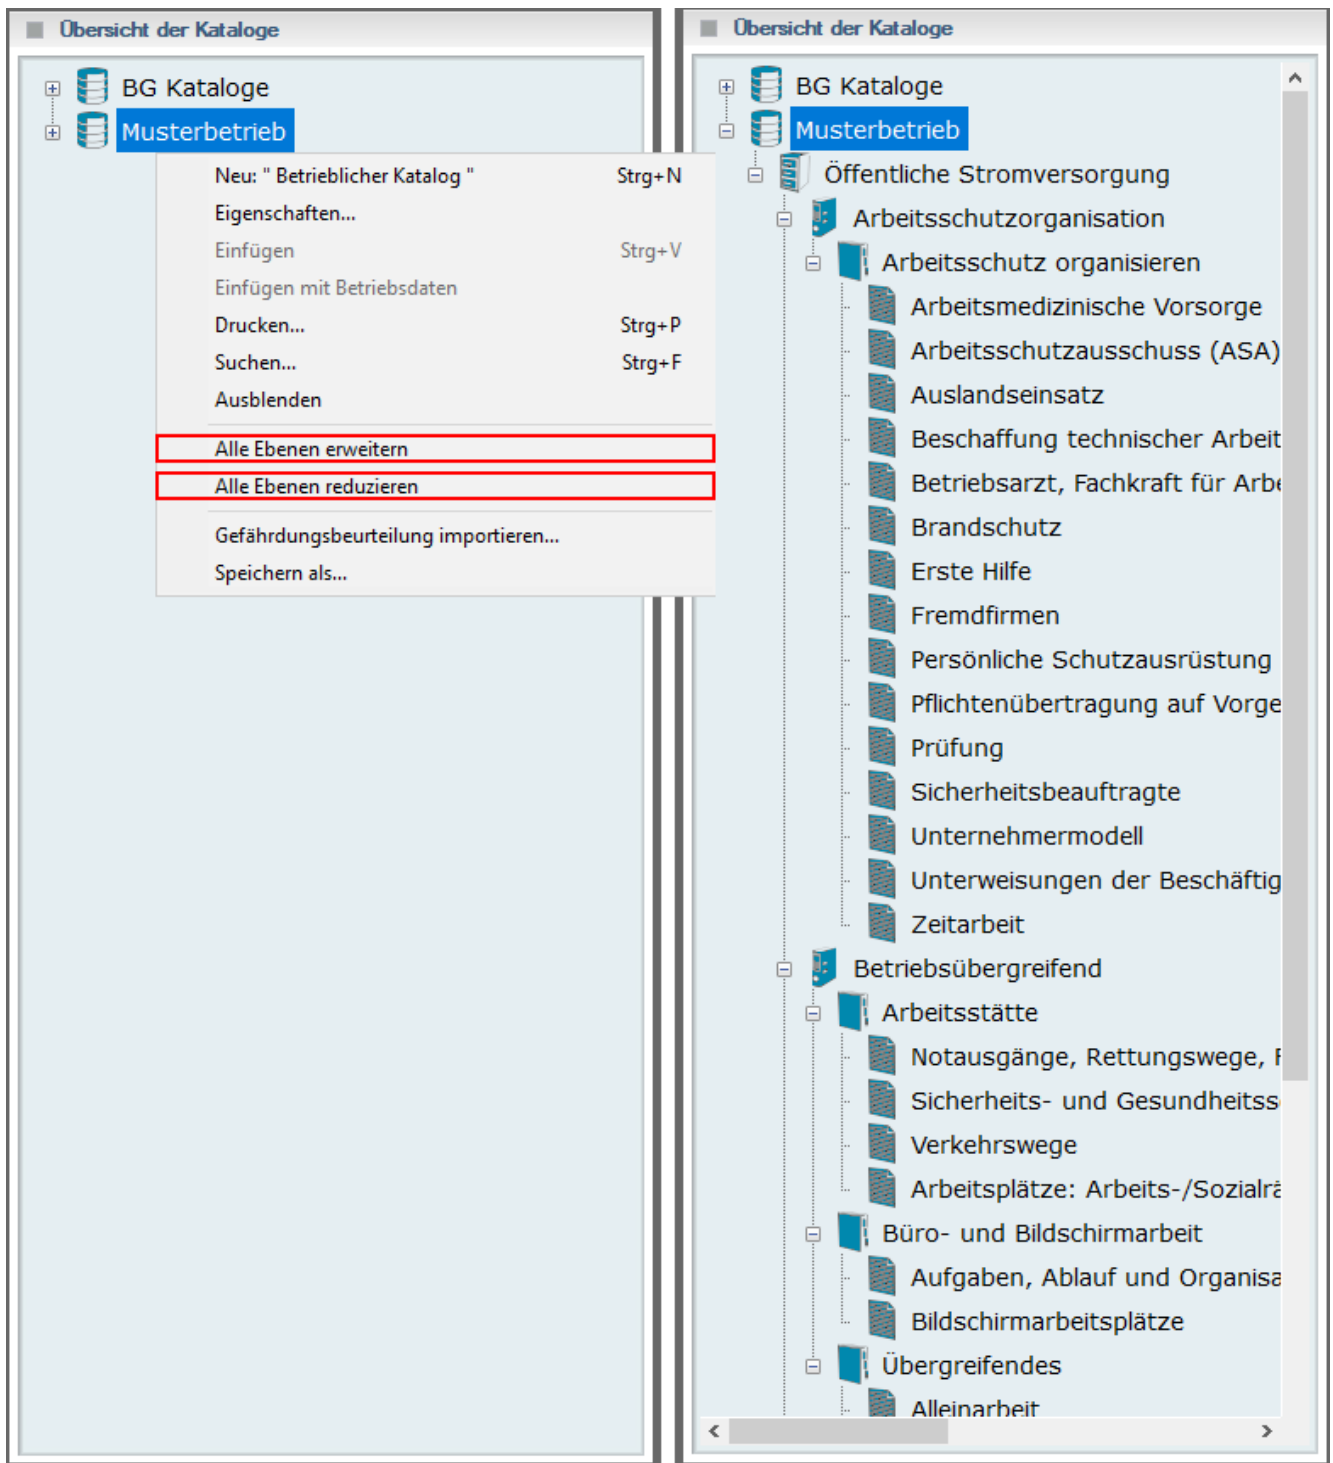 Übersicht der Kataloge
BG Kataloge
Musterbetrieb
Neu: " Betrieblicher Katalog " Strg+N
Eigenschaften...
Einfügen Strg+V
Einfügen mit Betriebsdaten
Drucken... Strg+P
Suchen... Strg+F
Ausblenden
Alle Ebenen erweitern
Alle Ebenen reduzieren
Gefährdungsbeurteilung importieren...
Speichern als...
Übersicht der Kataloge
BG Kataloge
Musterbetrieb
Öffentliche Stromversorgung
Arbeitsschutzorganisation
Arbeitsschutz organisieren
Arbeitsmedizinische Vorsorge
Arbeitsschutzausschuss (ASA)
Auslandseinsatz
Beschaffung technischer Arbeit
Betriebsarzt, Fachkraft für Arbe
Brandschutz
Erste Hilfe
Fremdfirmen
Persönliche Schutzausrüstung
Pflichtenübertragung auf Vorge
Prüfung
Sicherheitsbeauftragte
Unternehmermodell
Unterweisungen der Beschäftig
Zeitarbeit
Betriebsübergreifend
Arbeitsstätte
Notausgänge, Rettungswege,
Sicherheits- und Gesundheitss
Verkehrswege
Arbeitsplätze: Arbeits-/Sozialrä
Büro- und Bildschirmarbeit
Aufgaben, Ablauf und Organisa
Bildschirmarbeitsplätze
Übergreifendes
Alleinarbeit